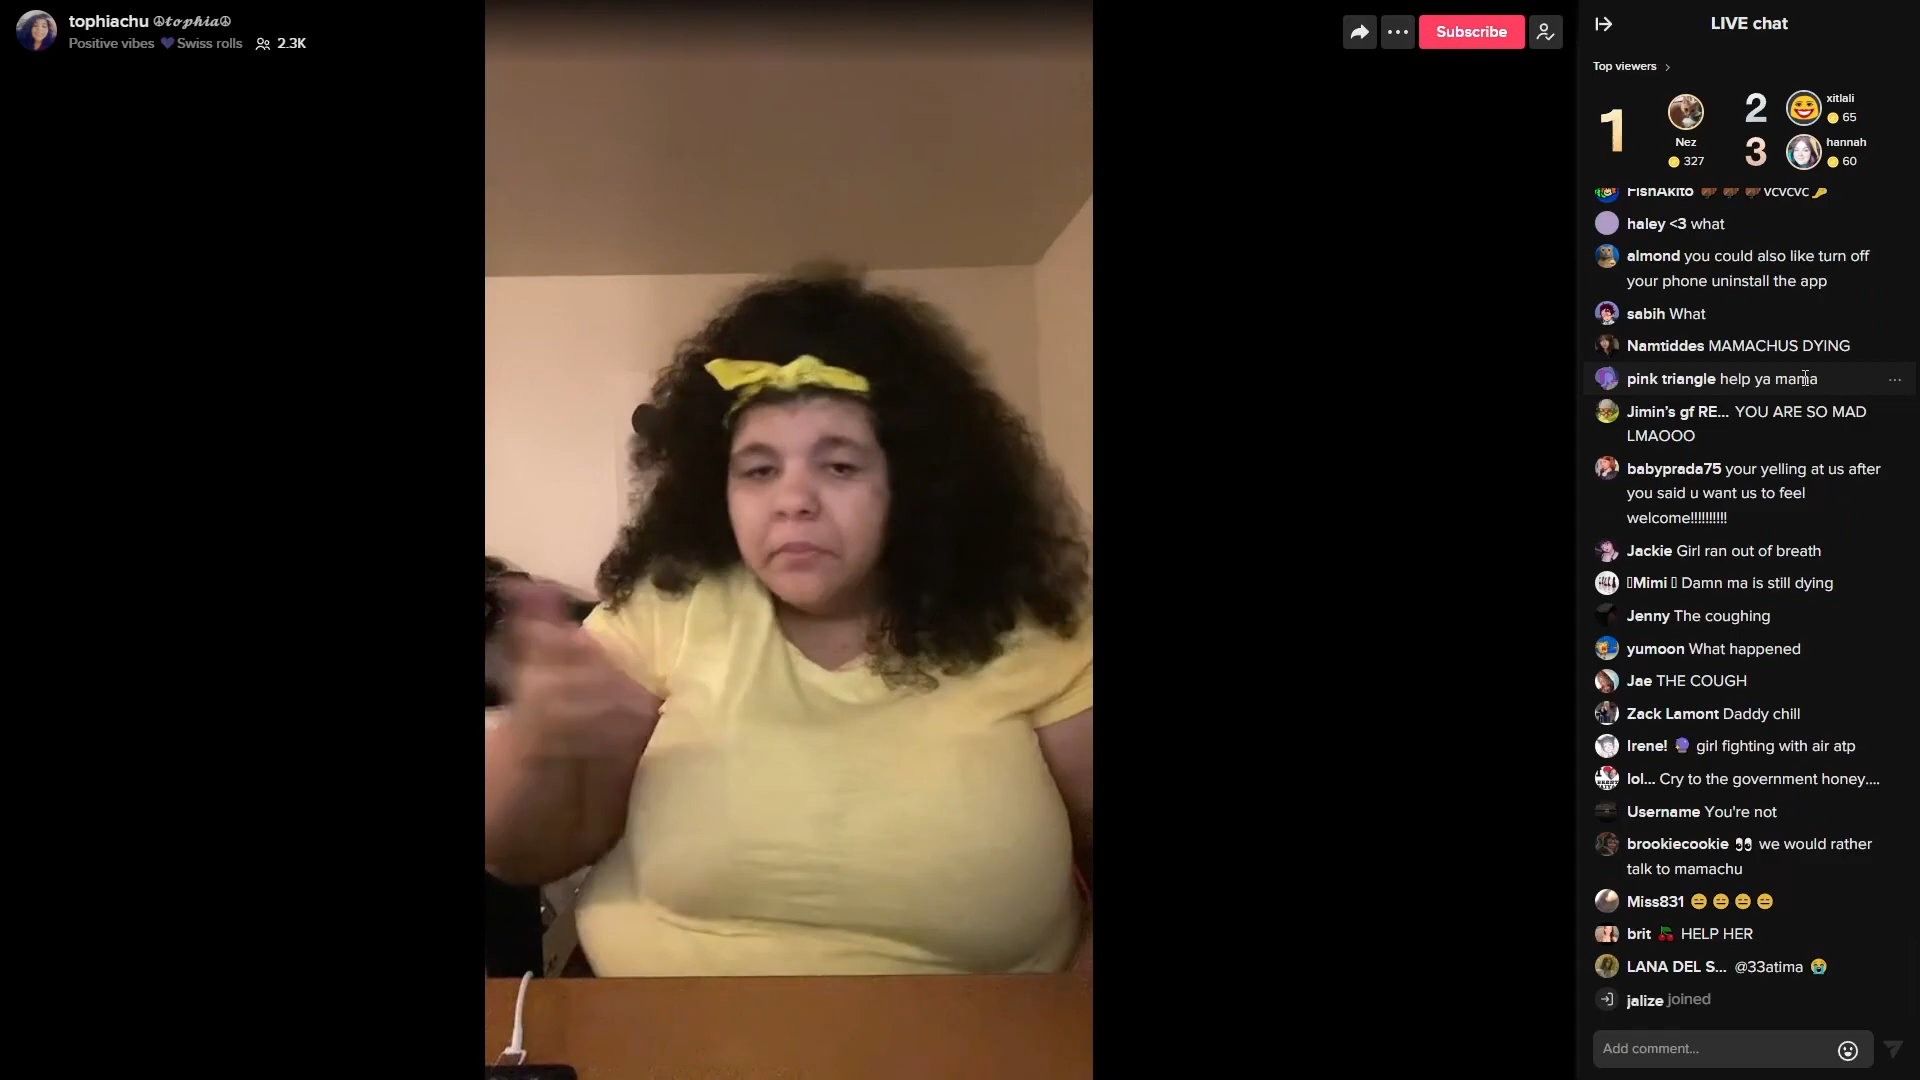 tophiachu ☮𝓽𝓸𝓹𝓱𝓲𝓪☮
Positive vibes 💜 Swiss rolls 2.3K
Subscribe
LIVE chat
Top viewers >
1
Nez
327
2
xitlali
65
3
hannah
60
FishAkito 🤛🏿 🤛🏿 🤛🏿 vcvcvc
haley <3 what
almond you could also like turn off
your phone uninstall the app
sabih What
Namtiddes MAMACHUS DYING
pink triangle help ya mama
Jimin's gf RE... YOU ARE SO MAD
LMAOOO
babyprada75 your yelling at us after
you said u want us to feel
welcome!!!!!!!!!!
Jackie Girl ran out of breath
▯Mimi ▯ Damn ma is still dying
Jenny The coughing
yumoon What happened
Jae THE COUGH
Zack Lamont Daddy chill
Irene! 🔮 girl fighting with air atp
lol... Cry to the government honey....
Username You're not
brookiecookie 👀 we would rather
talk to mamachu
Miss831 😑 😑 😑 😑
brit 🍒 HELP HER
LANA DEL S... @33atima 😭
jalize joined
Add comment...